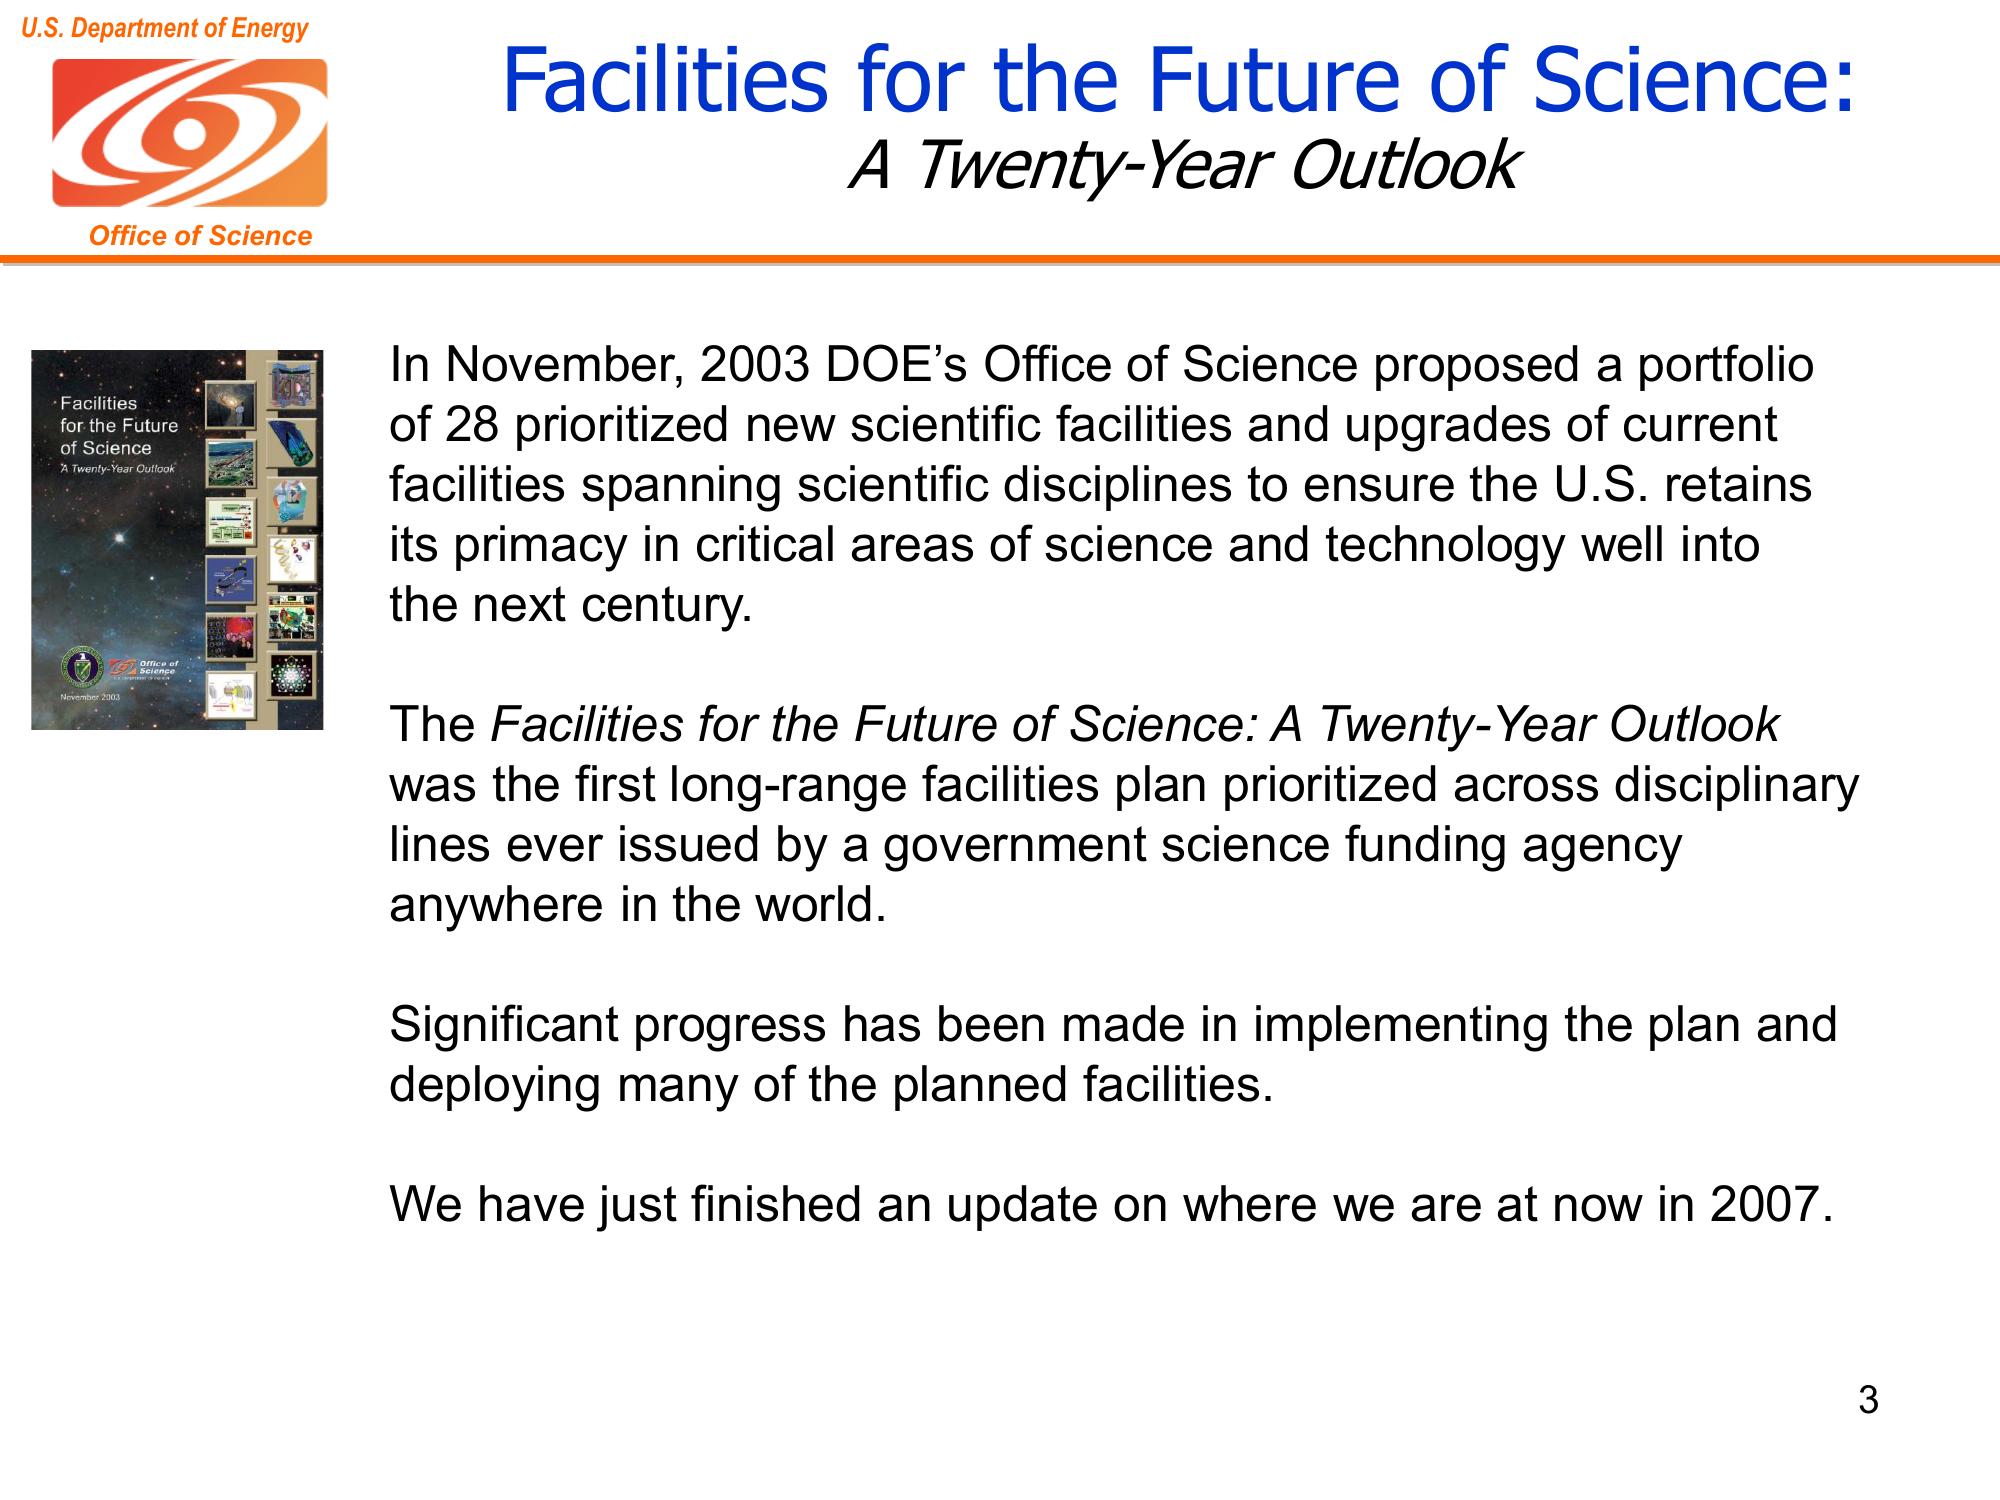 U.S. Department of Energy
Office of Science
Facilities for the Future of Science:
A Twenty-Year Outlook
Facilities
for the Future
of Science
A Twenty-Year Outlook
Office of
Science
U.S. DEPARTMENT OF ENERGY
November 2003
In November, 2003 DOE’s Office of Science proposed a portfolio
of 28 prioritized new scientific facilities and upgrades of current
facilities spanning scientific disciplines to ensure the U.S. retains
its primacy in critical areas of science and technology well into
the next century.
The Facilities for the Future of Science: A Twenty-Year Outlook
was the first long-range facilities plan prioritized across disciplinary
lines ever issued by a government science funding agency
anywhere in the world.
Significant progress has been made in implementing the plan and
deploying many of the planned facilities.
We have just finished an update on where we are at now in 2007.
3